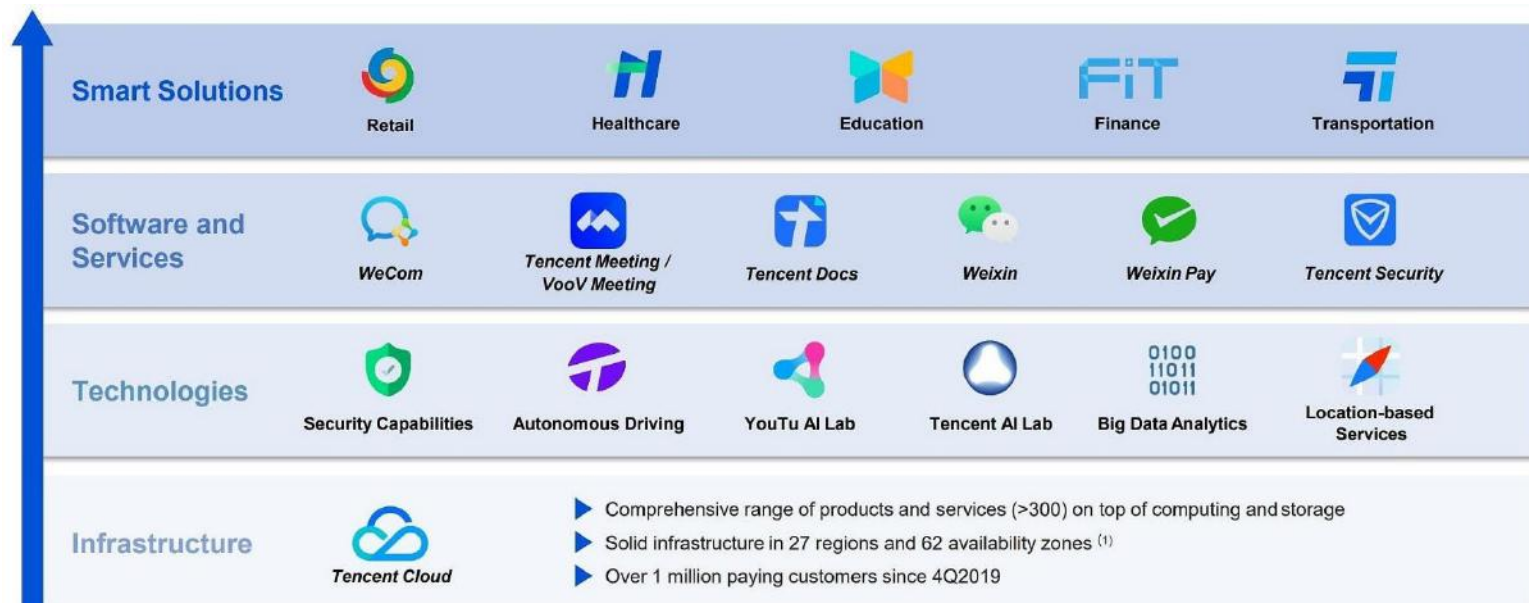 Smart Solutions
FiT
Retail
Healthcare
Education
Finance
Transportation
Software and
Services
WeCom
Tencent Meeting /
VooV Meeting
Tencent Docs
Weixin
Weixin Pay
Tencent Security
Technologies
0100
11011
01011
Security Capabilities
Autonomous Driving
YouTu AI Lab
Tencent AI Lab
Big Data Analytics
Location-based
Services
Infrastructure
Tencent Cloud
Comprehensive range of products and services (>300) on top of computing and storage
Solid infrastructure in 27 regions and 62 availability zones (1)
Over 1 million paying customers since 4Q2019